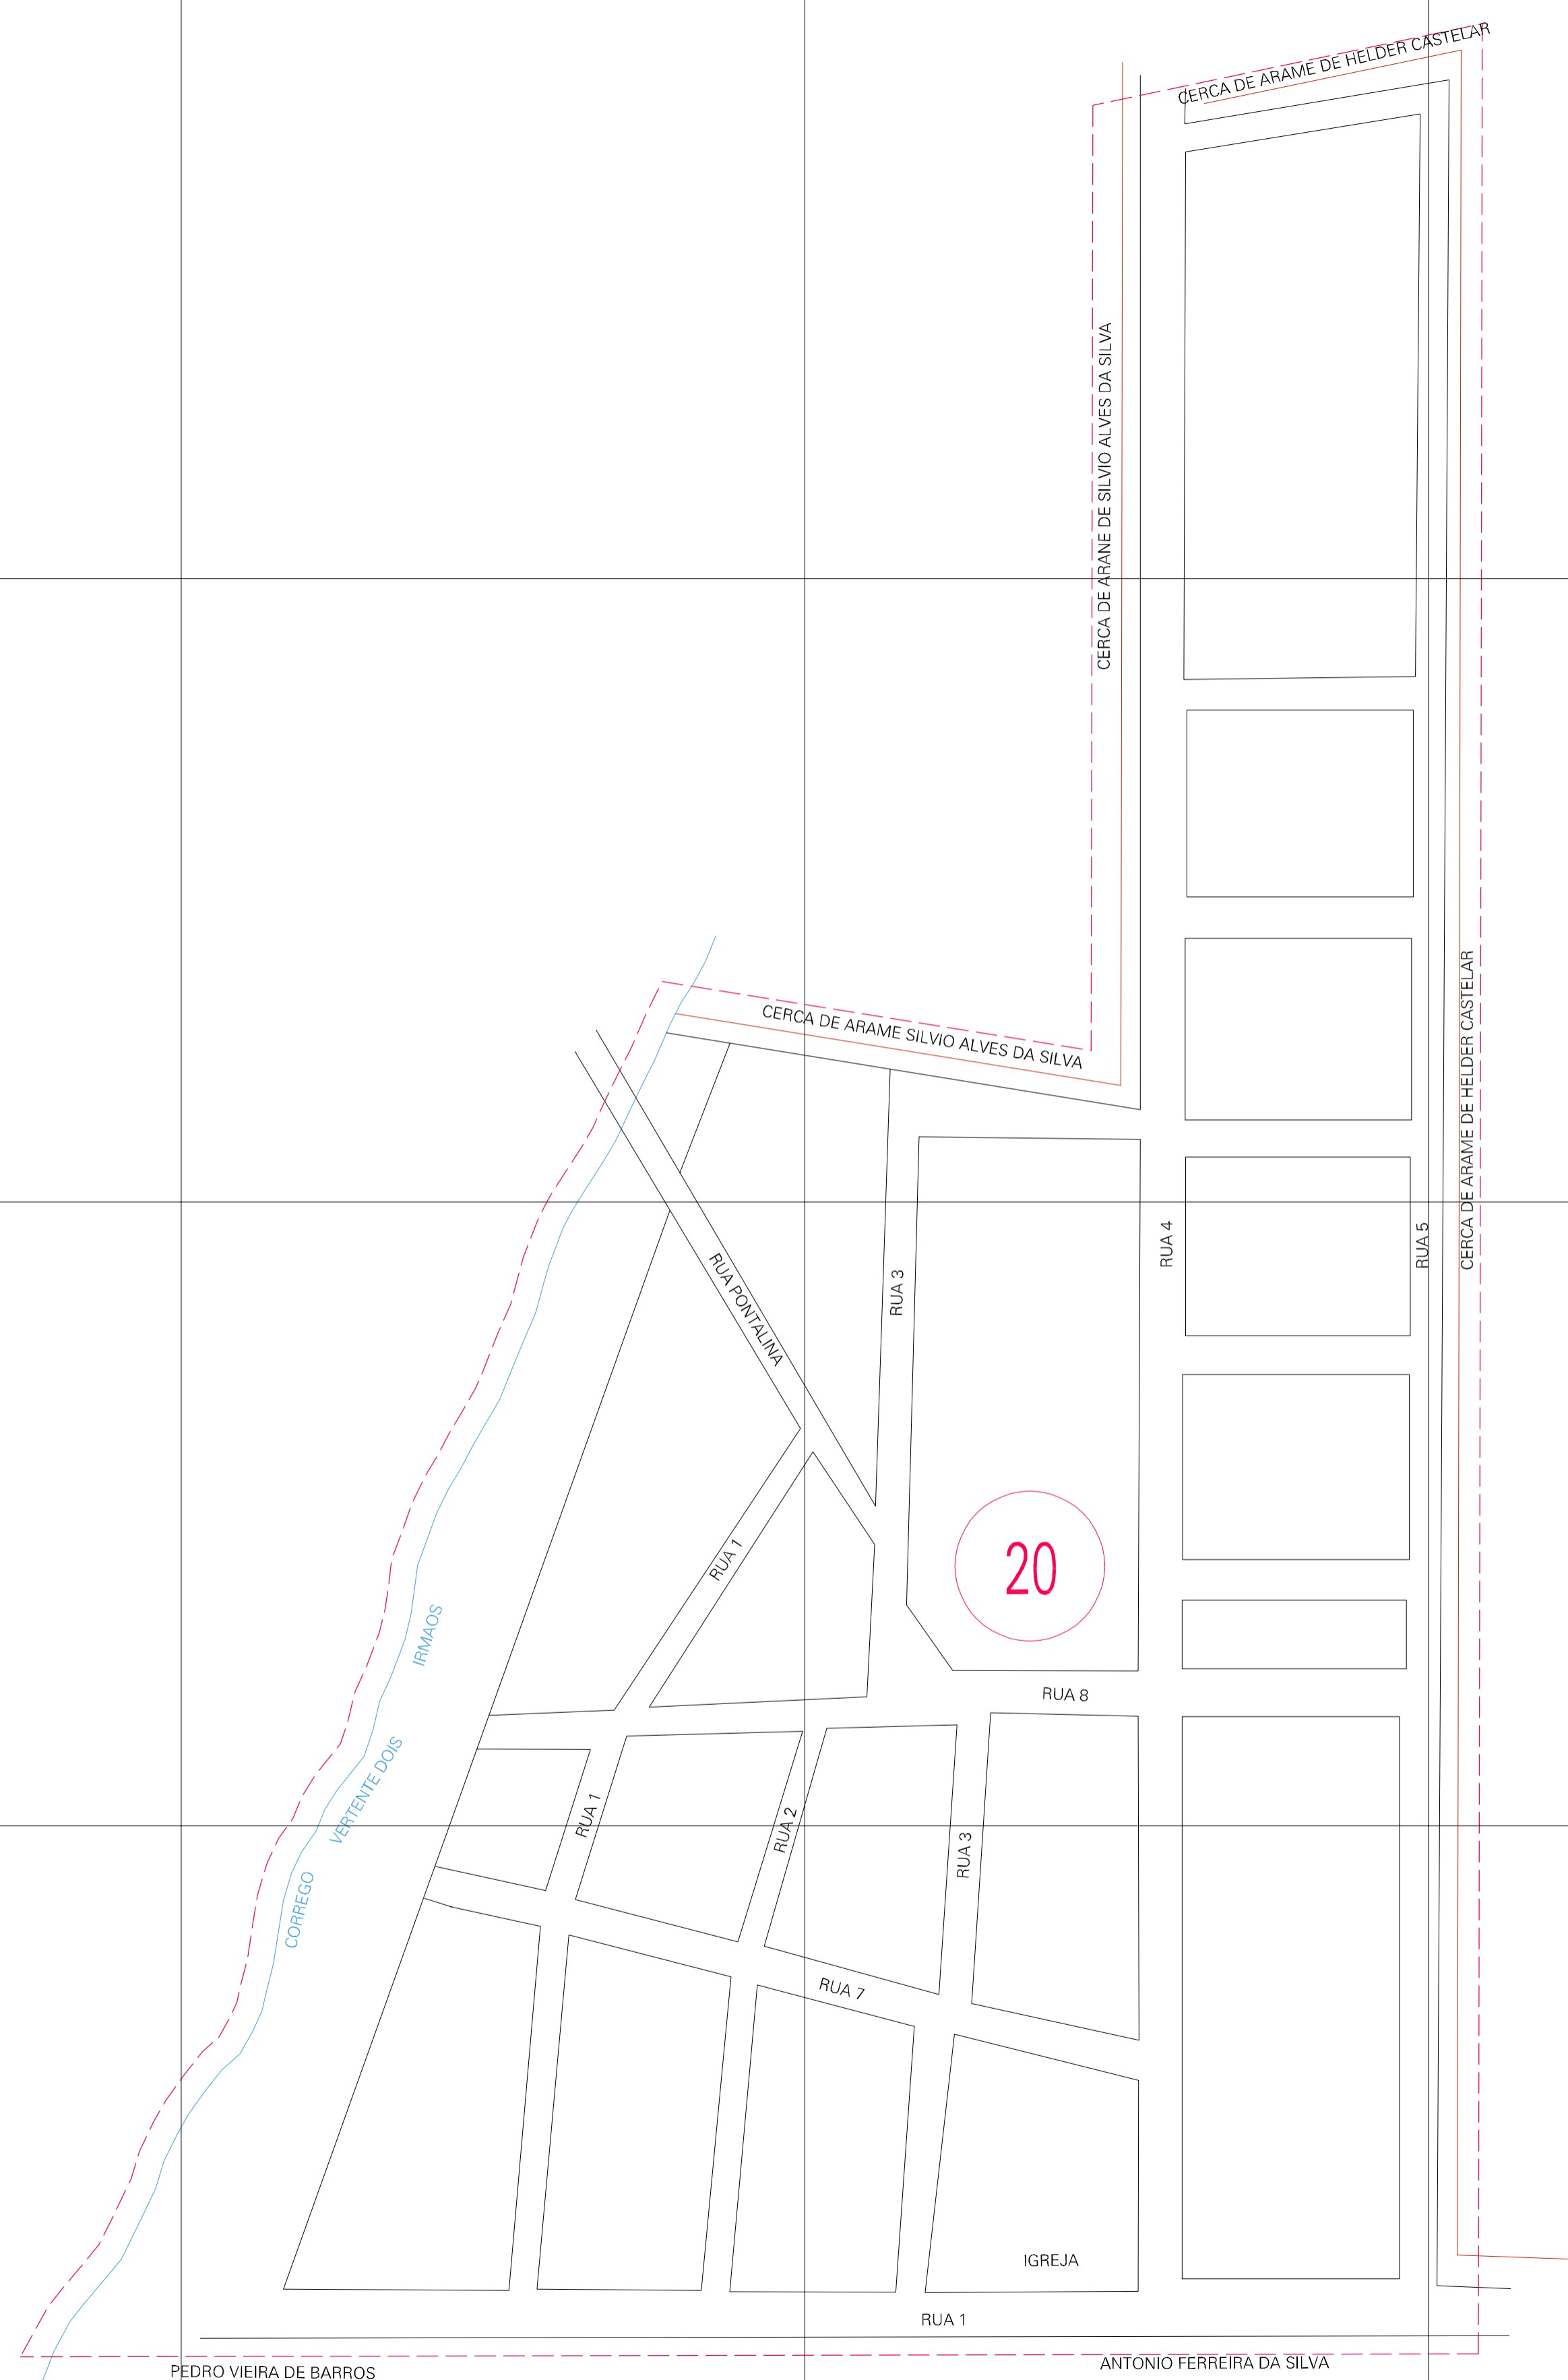 CERCA DE ARAME DE HELDER CASTELAR
CERCA DE ARANE DE SILVIO ALVES DA SILVA
CERCA DE ARAME SILVIO ALVES DA SILVA
CERCA DE ARAME DE HELDER CASTELAR
RUA 4
RUA 5
RUA 3
RUA PONTALINA
RUA 1
20
IRMAOS
RUA 8
VERTENTE DOIS
RUA 1
RUA 2
RUA 3
CORREGO
RUA 7
IGREJA
RUA 1
ANTONIO FERREIRA DA SILVA
PEDRO VIEIRA DE BARROS